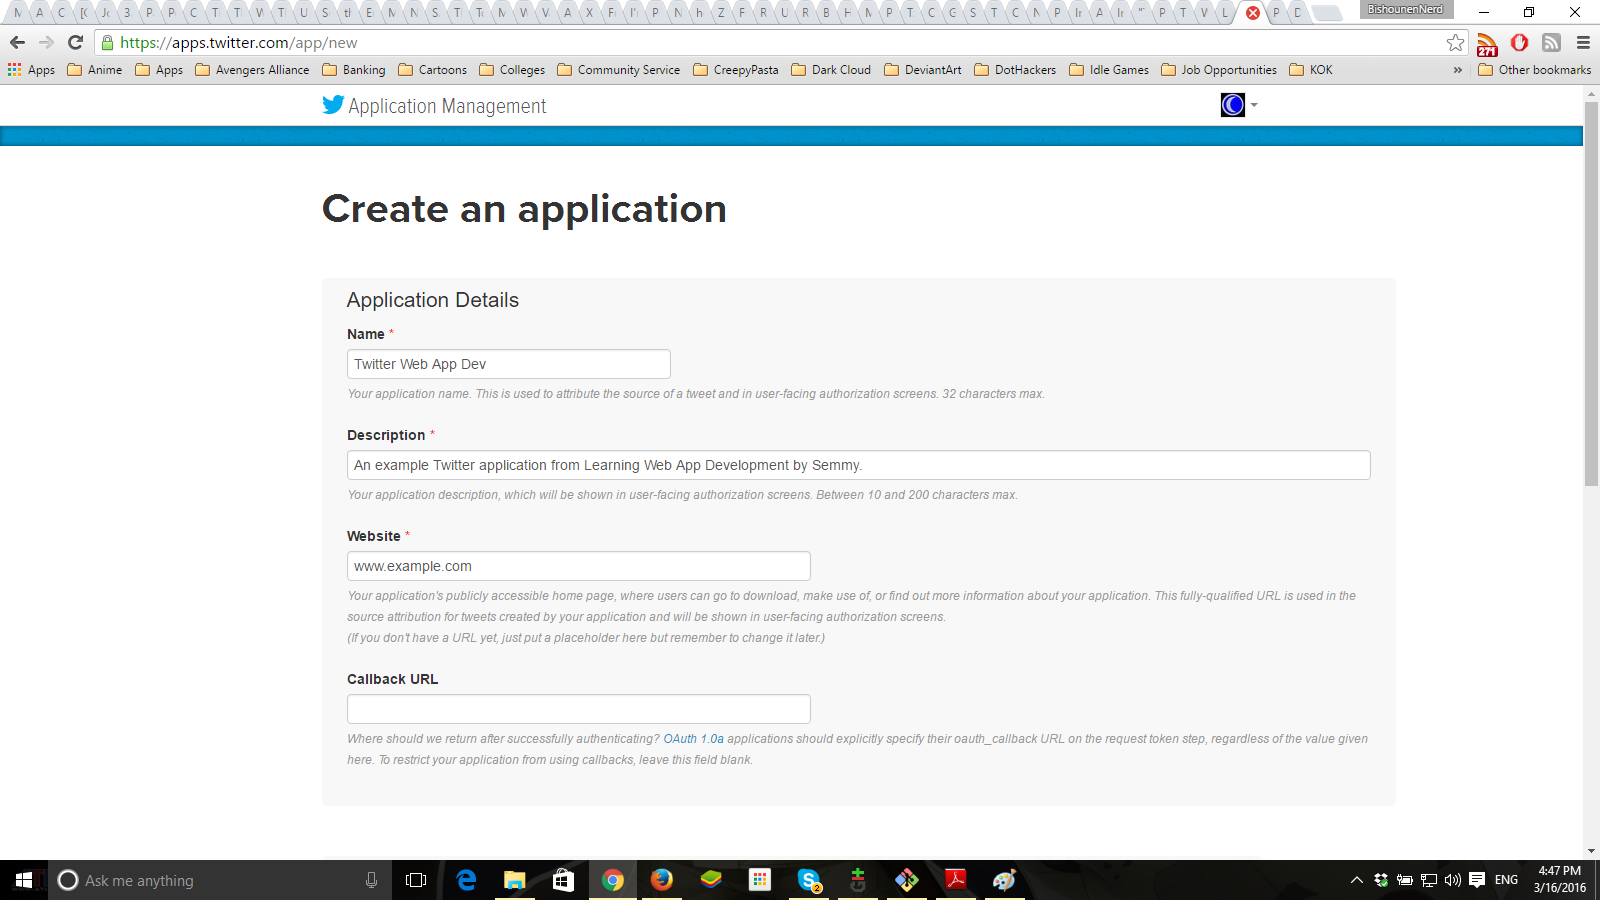 BishounenNerd
https://apps.twitter.com/app/new
271
Apps Anime Apps Avengers Alliance Banking Cartoons Colleges Community Service CreepyPasta Dark Cloud DeviantArt DotHackers Idle Games Job Opportunities KOK » Other bookmarks
Application Management
Create an application
Application Details
Name *
Twitter Web App Dev
Your application name. This is used to attribute the source of a tweet and in user-facing authorization screens. 32 characters max.
Description *
An example Twitter application from Learning Web App Development by Semmy.
Your application description, which will be shown in user-facing authorization screens. Between 10 and 200 characters max.
Website *
www.example.com
Your application's publicly accessible home page, where users can go to download, make use of, or find out more information about your application. This fully-qualified URL is used in the
source attribution for tweets created by your application and will be shown in user-facing authorization screens.
(If you don't have a URL yet, just put a placeholder here but remember to change it later.)
Callback URL
Where should we return after successfully authenticating? OAuth 1.0a applications should explicitly specify their oauth_callback URL on the request token step, regardless of the value given
here. To restrict your application from using callbacks, leave this field blank.
Ask me anything
2
ENG
4:47 PM
3/16/2016